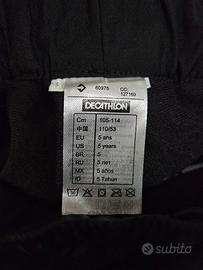 60975
CC:
127169
DECATHLON
Cm 105-114
中国 110/53
EU 5 ans
US 5 years
BR 5
RU 5 лет
MX 5 años
ID 5 Tahun
subito